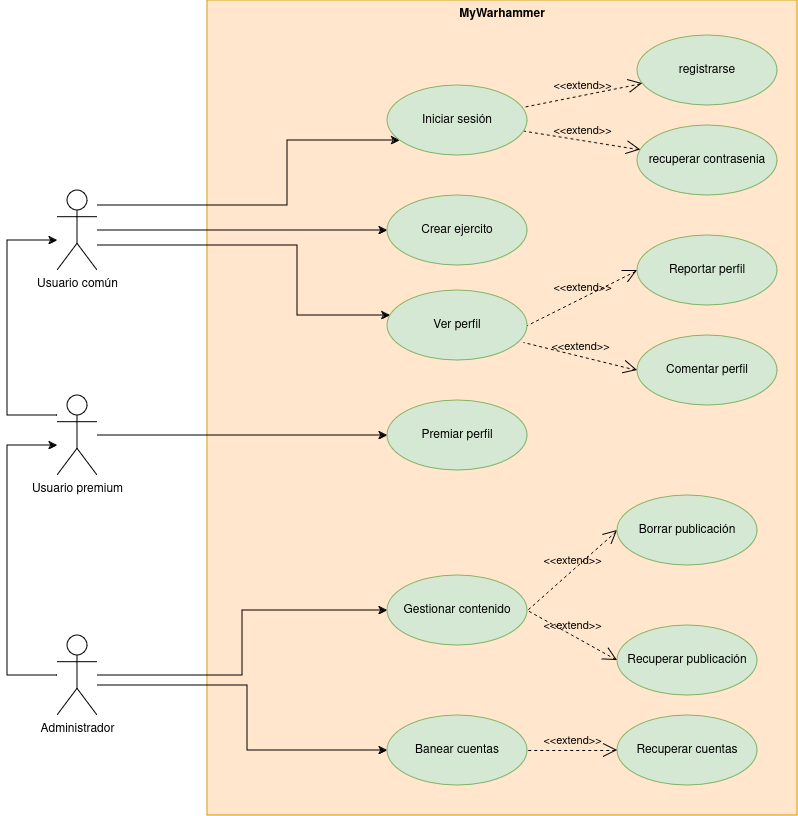 MyWarhammer
registrarse
<<extend>>
Iniciar sesión
<<extend>>
recuperar contrasenia
Crear ejercito
Usuario común
Reportar perfil
<<extend>>
Ver perfil
<<extend>>
Comentar perfil
Premiar perfil
Usuario premium
Borrar publicación
<<extend>>
Gestionar contenido
<<extend>>
Recuperar publicación
Administrador
<<extend>>
Banear cuentas
Recuperar cuentas